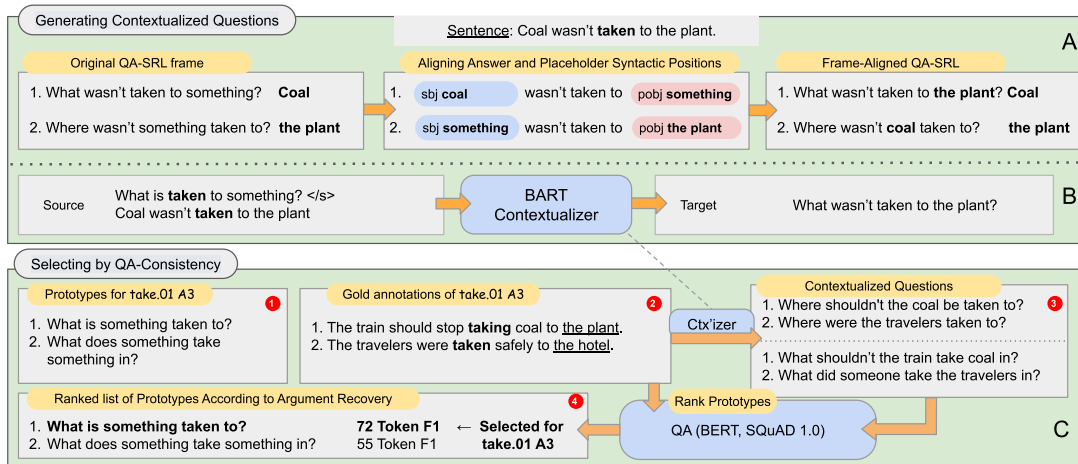 Generating Contextualized Questions
Sentence: Coal wasn't taken to the plant.
A
Original QA-SRL frame
1. What wasn't taken to something? Coal
2. Where wasn't something taken to? the plant
Aligning Answer and Placeholder Syntactic Positions
1. sbj coal wasn't taken to pobj something
2. sbj something wasn't taken to pobj the plant
Frame-Aligned QA-SRL
1. What wasn't taken to the plant? Coal
2. Where wasn't coal taken to? the plant
B
Source
What is taken to something? </s>
Coal wasn't taken to the plant
BART
Contextualizer
Target
What wasn't taken to the plant?
Selecting by QA-Consistency
Prototypes for take.01 A3
1
1. What is something taken to?
2. What does something take
something in?
Gold annotations of take.01 A3
2
1. The train should stop taking coal to the plant.
2. The travelers were taken safely to the hotel.
Ctx'izer
Contextualized Questions
3
1. Where shouldn't the coal be taken to?
2. Where were the travelers taken to?
1. What shouldn't the train take coal in?
2. What did someone take the travelers in?
Ranked list of Prototypes According to Argument Recovery
4
1. What is something taken to? 72 Token F1 ← Selected for
2. What does something take something in? 55 Token F1 take.01 A3
Rank Prototypes
QA (BERT, SQuAD 1.0)
C